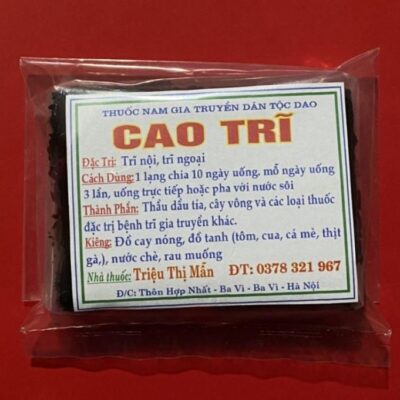 THUỐC NAM GIA TRUYỀN DÂN TỘC DAO
CAO TRĨ
Đặc Trị: Trĩ nội, trĩ ngoại
Cách Dùng: 1 lạng chia 10 ngày uống, mỗ ngày uống
3 lần, uống trực tiếp hoặc pha với nước sôi
Thành Phần: Thẩu dầu tía, cây vông và các loại thuốc
đặc trị bệnh trĩ gia truyền khác.
Kiêng: Đồ cay nóng, đồ tanh (tôm, cua, cá mè, thịt
gà,), nước chè, rau muống
Nhà thuốc: Triệu Thị Mẫn ĐT: 0378 321 967
Đ/C: Thôn Hợp Nhất - Ba Vì - Ba Vì - Hà Nội